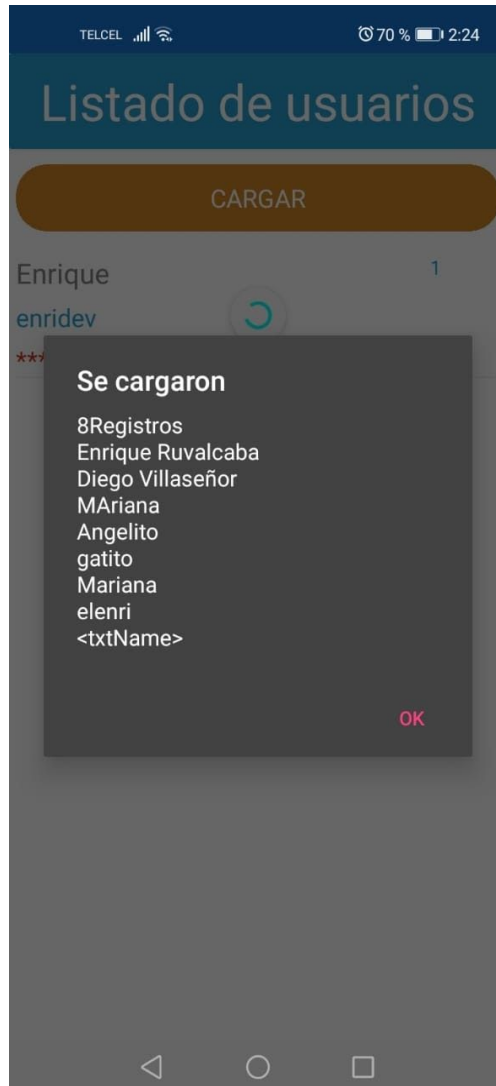 TELCEL 70 % 2:24
Listado de usuarios
CARGAR
Enrique 1
enridev
***
Se cargaron
8Registros
Enrique Ruvalcaba
Diego Villaseñor
MAriana
Angelito
gatito
Mariana
elenri
<txtName>
OK